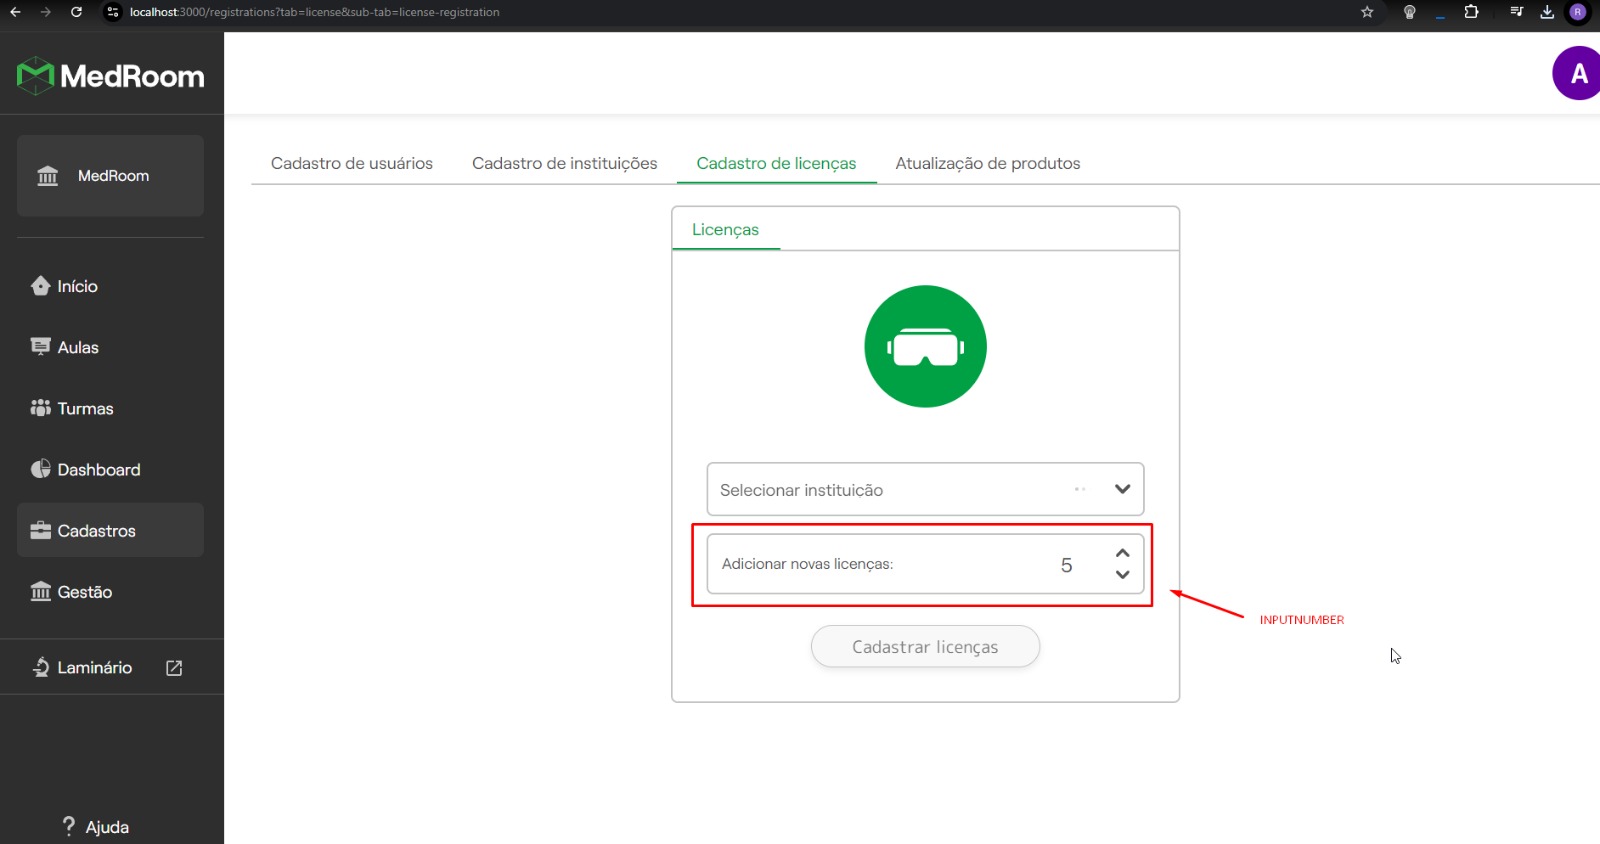 localhost:3000/registrations?tab=license&sub-tab=license-registration
R
MedRoom
A
MedRoom
Cadastro de usuários
Cadastro de instituições
Cadastro de licenças
Atualização de produtos
Licenças
Início
Aulas
Turmas
Dashboard
Selecionar instituição
Cadastros
Adicionar novas licenças:
5
Gestão
INPUTNUMBER
Cadastrar licenças
Laminário
? Ajuda